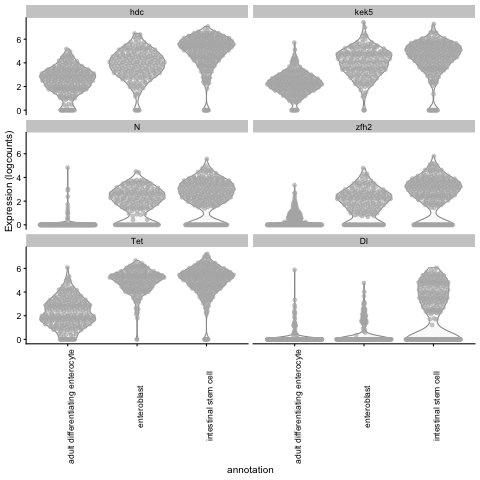 hdc
kek5
6
4
2
0
N
zfh2
6
4
2
0
Tet
Dl
6
4
2
0
Expression (logcounts)
adult differentiating enterocyte
enteroblast
intestinal stem cell
adult differentiating enterocyte
enteroblast
intestinal stem cell
annotation